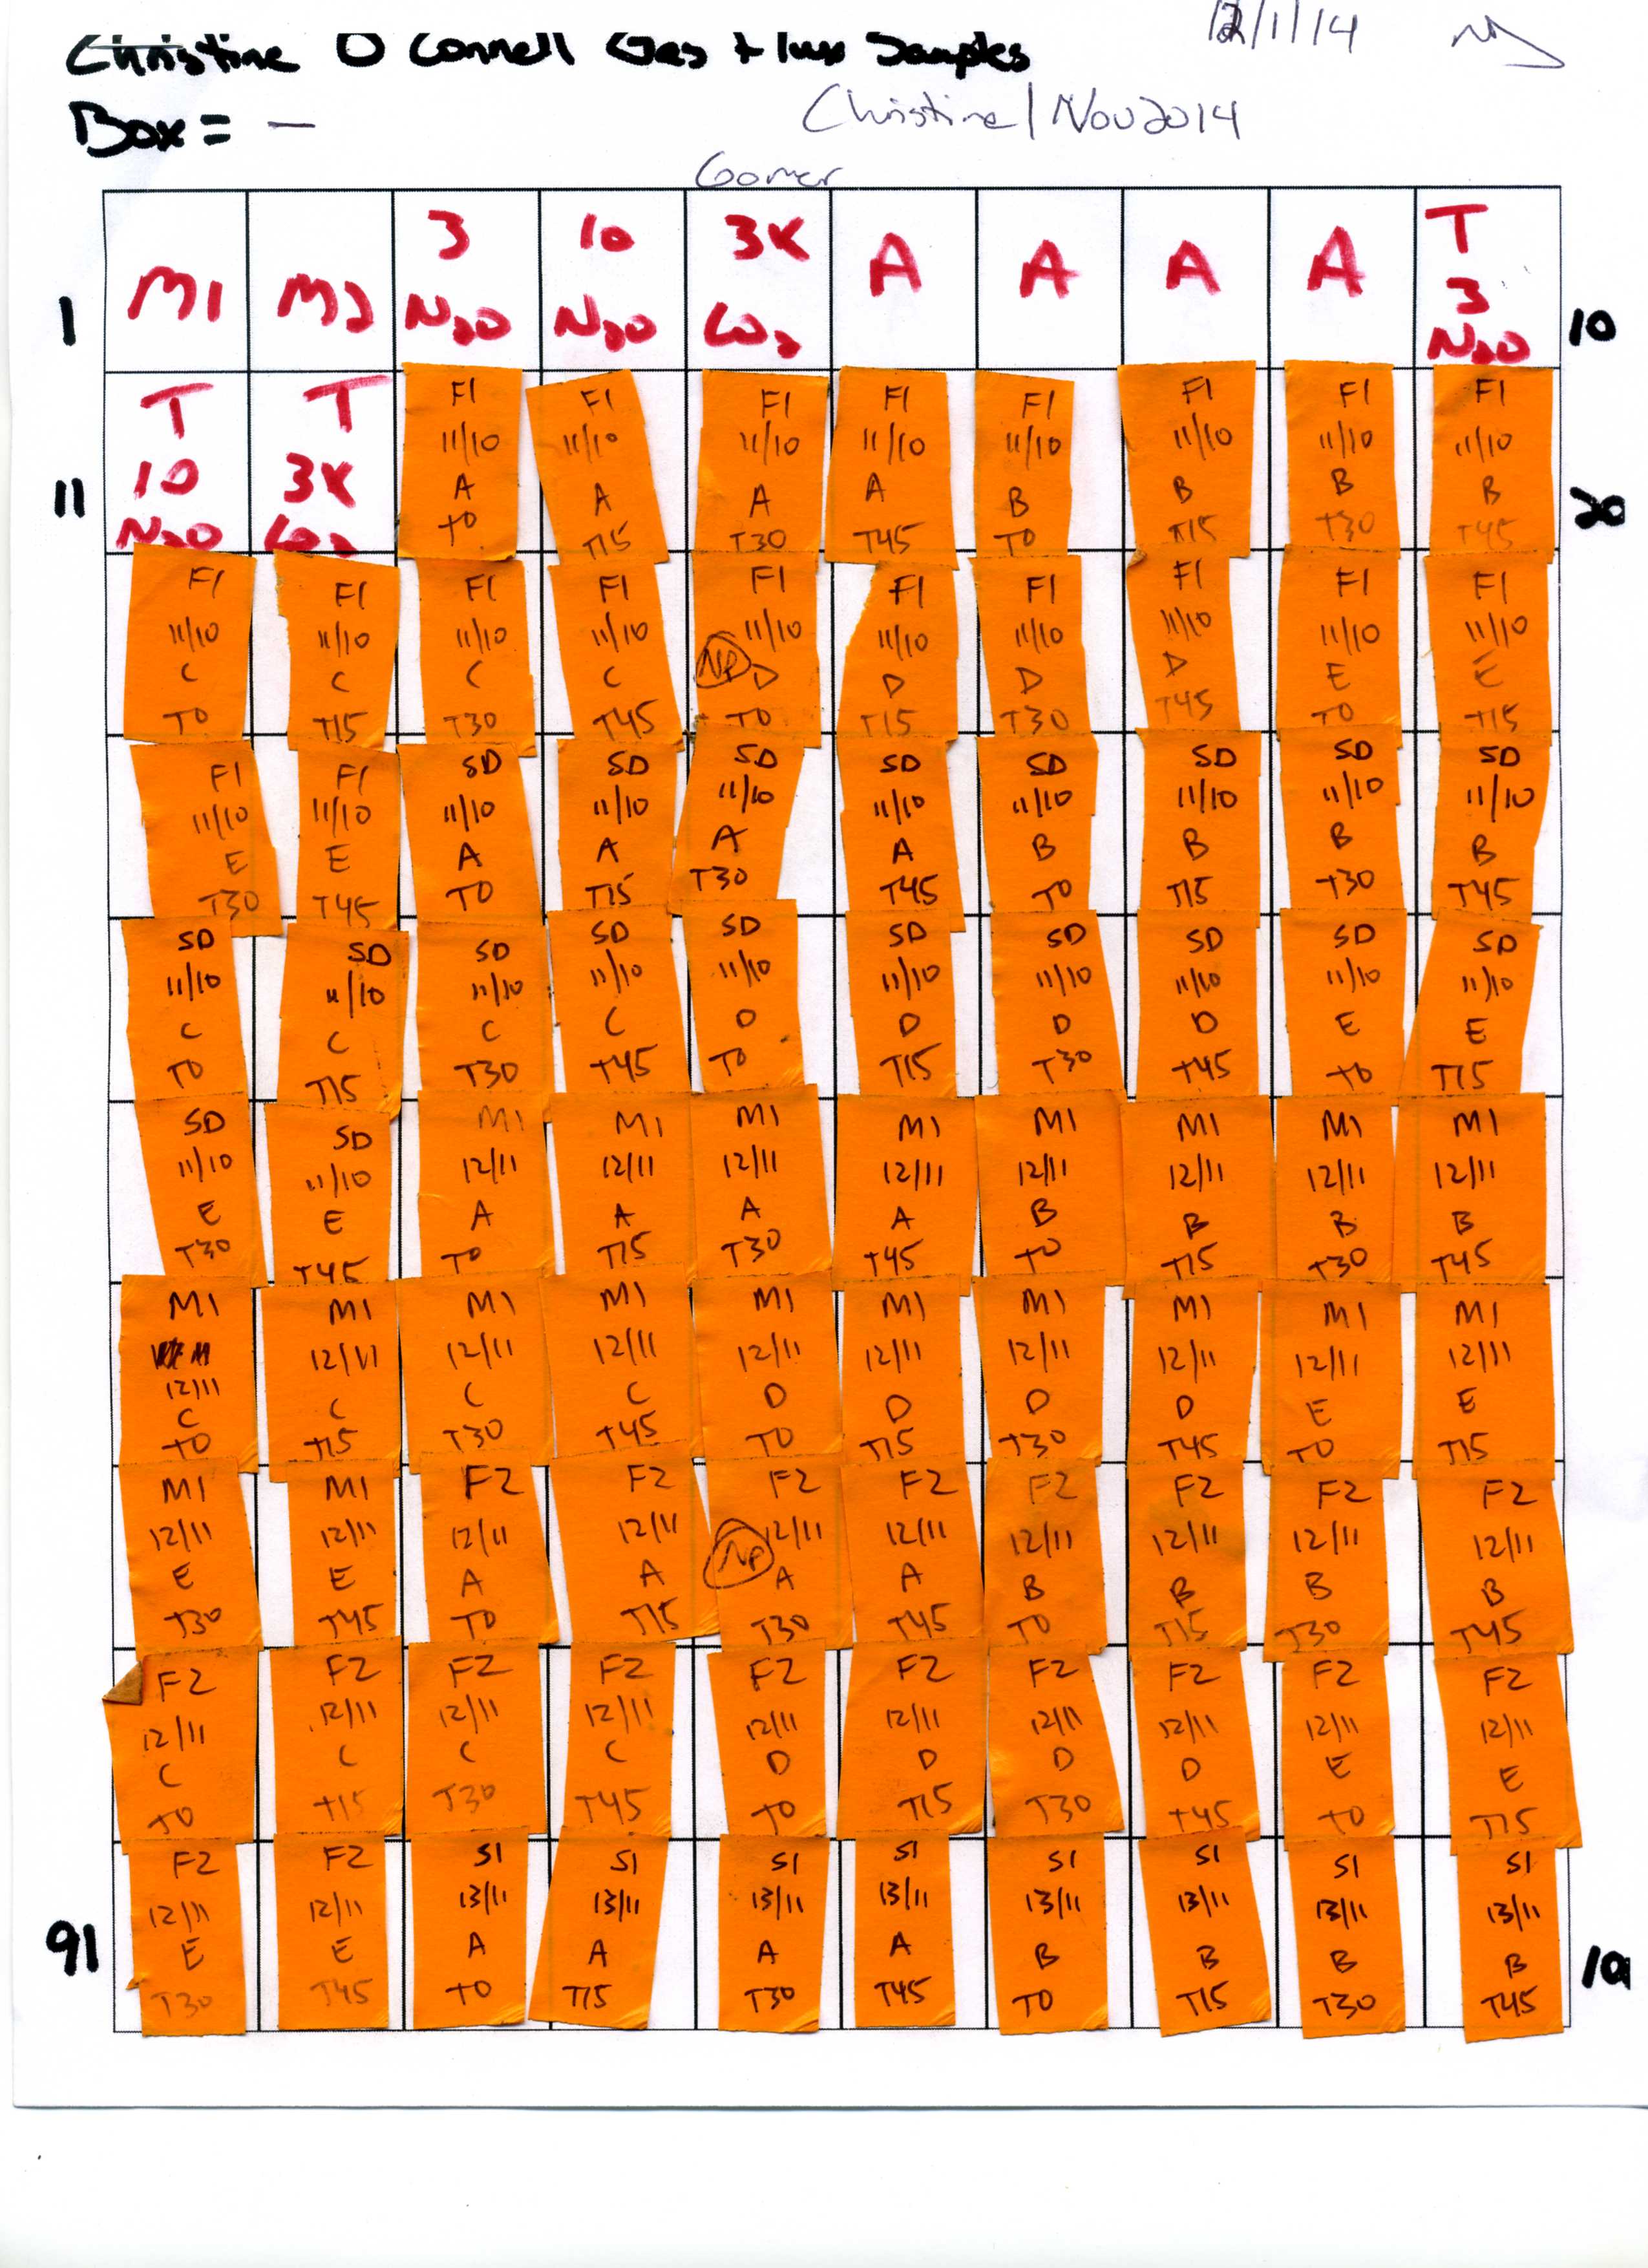 12/1/14
Christine O Connell Gas Flux Samples
Christine/Nov2014
Box = —
Gomer
3 10 3X A A A A T
1 M1 M2 N2O N2O CO2 3 10
N2O
T T F1 F1 F1 F1 F1 F1 F1 F1
11/10 11/10 11/10 11/10 11/10 11/10 11/10 11/10
11 10 3X A A A A B B B B 20
N2O CO2 T0 T15 T30 T45 T0 T15 T30 T45
F1 F1 F1 F1 F1 F1 F1 F1 F1 F1
11/10 11/10 11/10 11/10 11/10 11/10 11/10 11/10 11/10 11/10
C C C C NP D D D D E E
T0 T15 T30 T45 T0 T15 T30 T45 T0 T15
F1 F1 SD SD SD SD SD SD SD SD
11/10 11/10 11/10 11/10 11/10 11/10 11/10 11/10 11/10 11/10
E E A A A A B B B B
T30 T45 T0 T15 T30 T45 T0 T15 T30 T45
SD SD SD SD SD SD SD SD SD SD
11/10 11/10 11/10 11/10 11/10 11/10 11/10 11/10 11/10 11/10
C C C C D D D D E E
T0 T15 T30 T45 T0 T15 T30 T45 T0 T15
SD SD M1 M1 M1 M1 M1 M1 M1 M1
11/10 11/10 12/11 12/11 12/11 12/11 12/11 12/11 12/11 12/11
E E A A A A B B B B
T30 T45 T0 T15 T30 T45 T0 T15 T30 T45
M1 M1 M1 M1 M1 M1 M1 M1 M1 M1
12/11 12/11 12/11 12/11 12/11 12/11 12/11 12/11 12/11 12/11
C C C C D D D D E E
T0 T15 T30 T45 T0 T15 T30 T45 T0 T15
M1 M1 F2 F2 F2 F2 F2 F2 F2 F2
12/11 12/11 12/11 12/11 12/11 12/11 12/11 12/11 12/11 12/11
E E A A NP A A B B B B
T30 T45 T0 T15 T30 T45 T0 T15 T30 T45
F2 F2 F2 F2 F2 F2 F2 F2 F2 F2
12/11 12/11 12/11 12/11 12/11 12/11 12/11 12/11 12/11 12/11
C C C C D D D D E E
T0 T15 T30 T45 T0 T15 T30 T45 T0 T15
F2 F2 S1 S1 S1 S1 S1 S1 S1 S1
12/11 12/11 13/11 13/11 13/11 13/11 13/11 13/11 13/11 13/11
91 E E A A A A B B B B
T30 T45 T0 T15 T30 T45 T0 T15 T30 T45